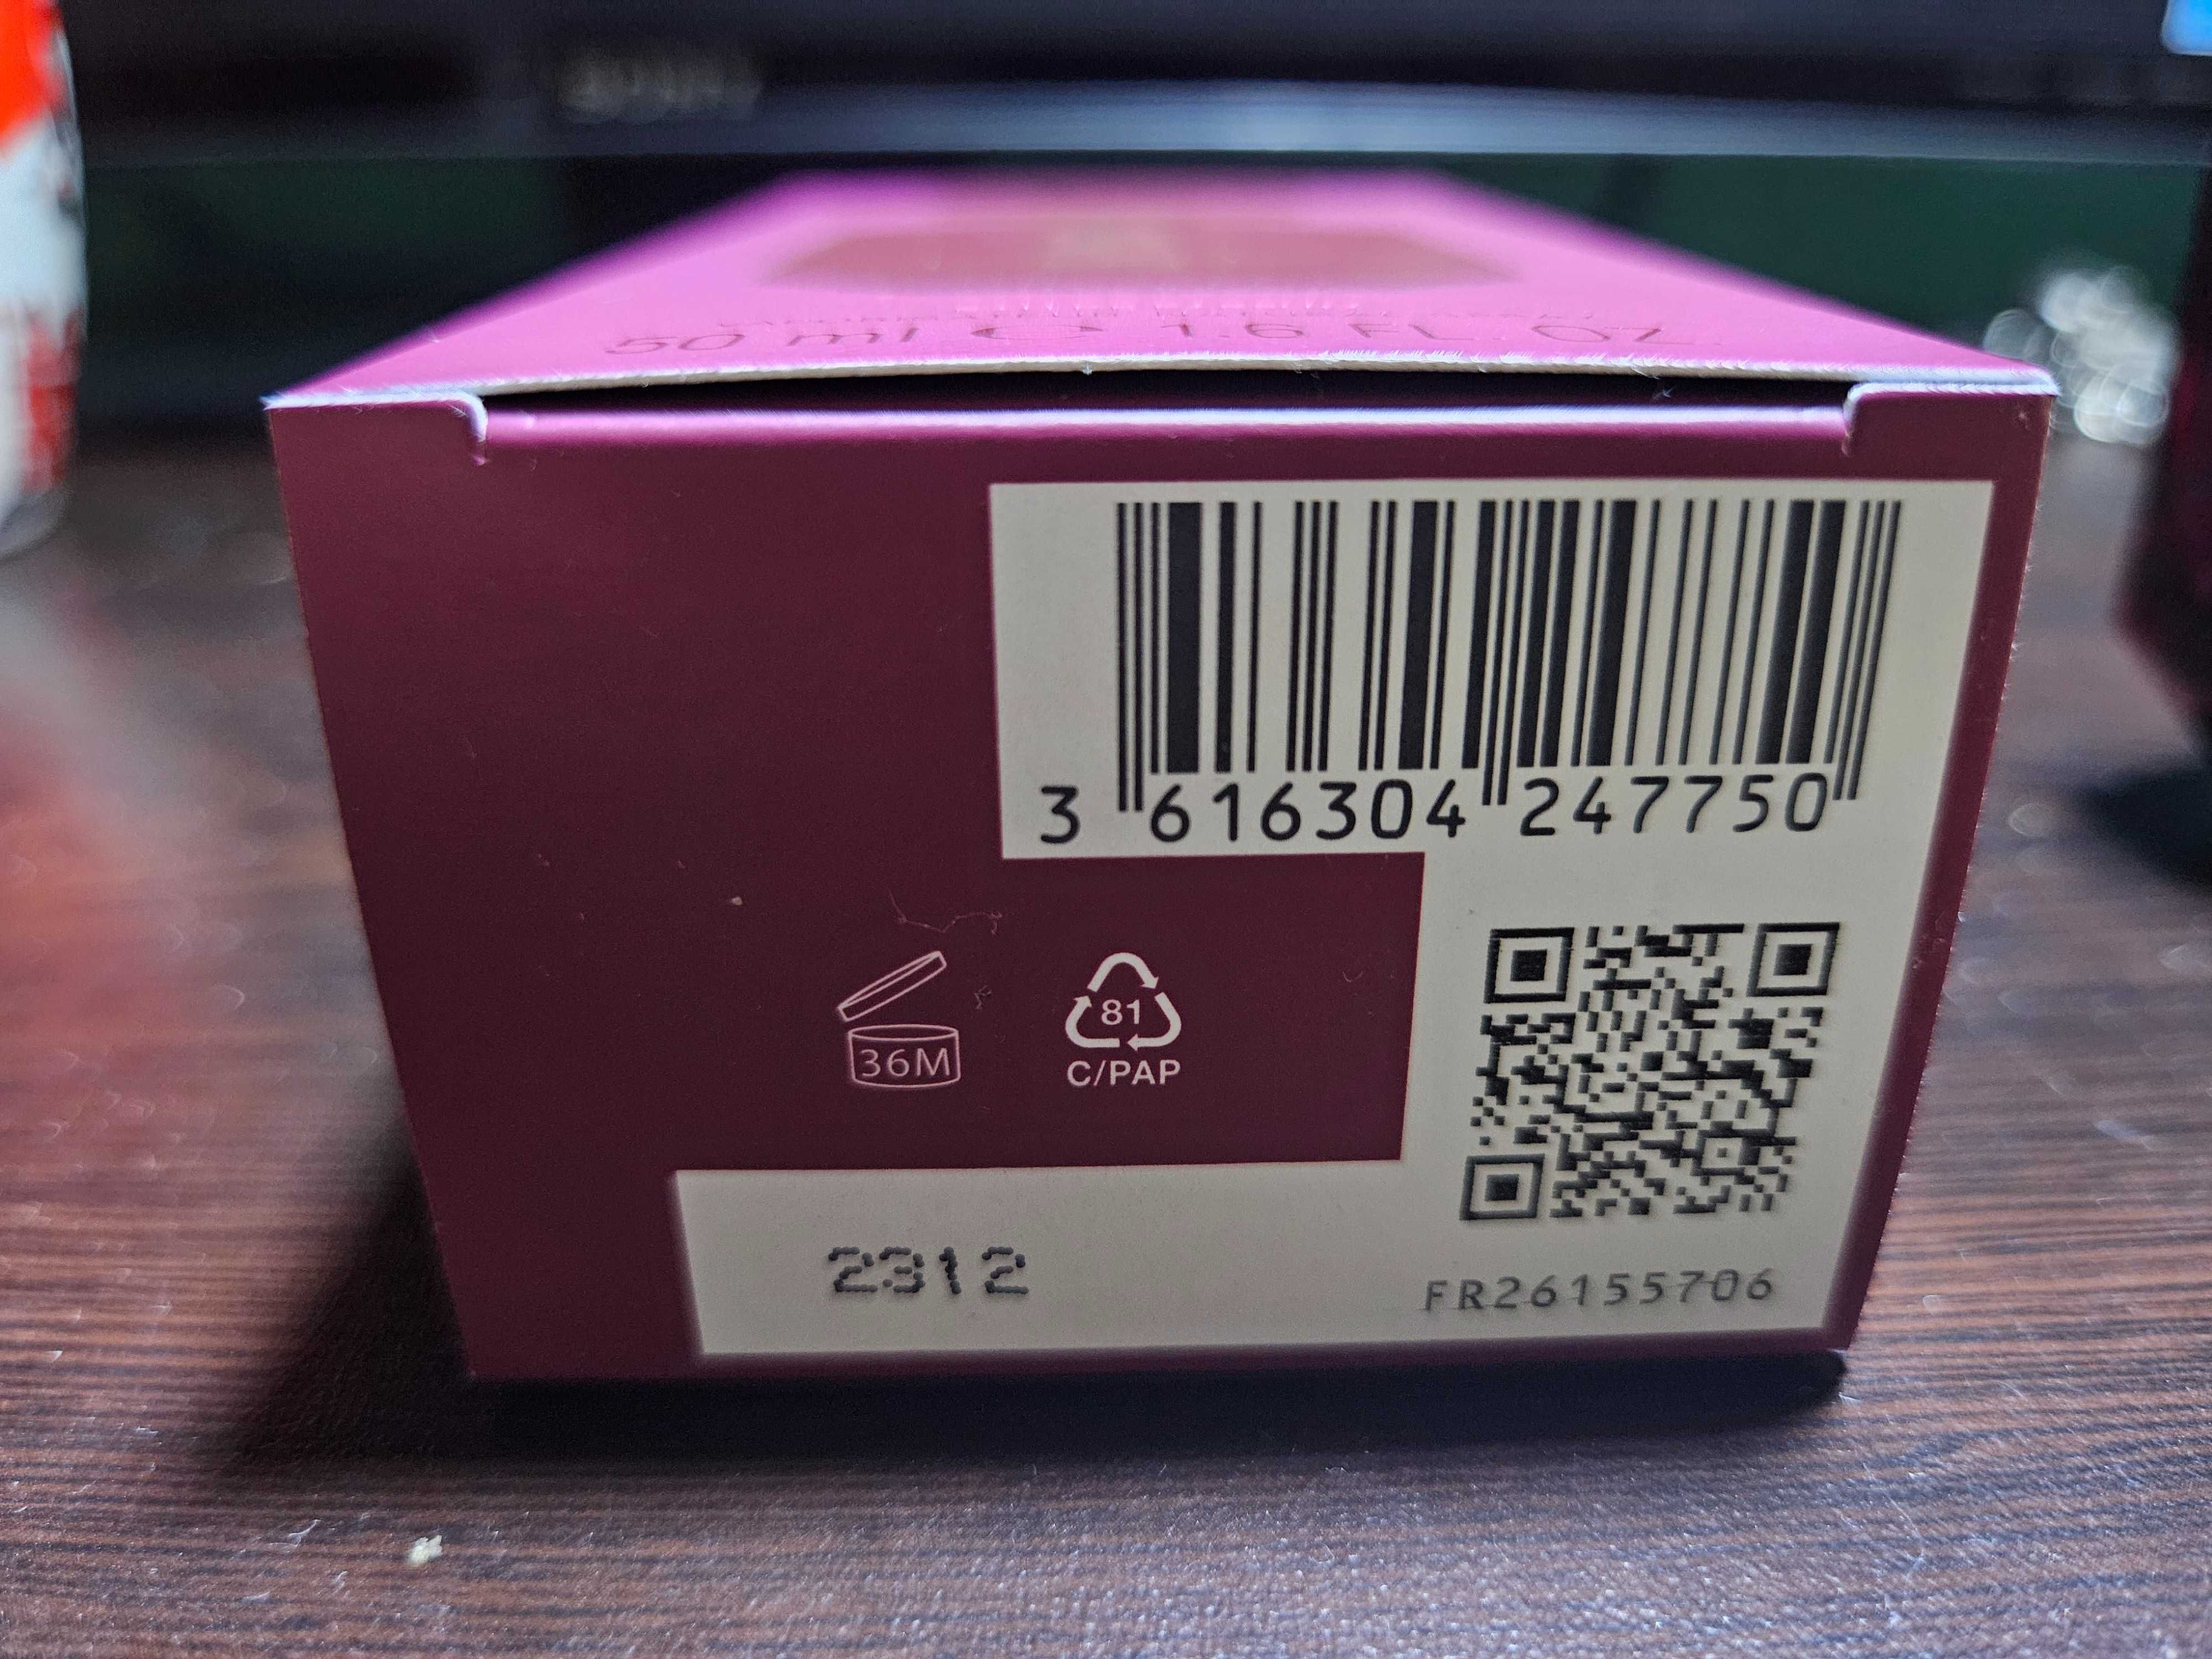 50 ml ℮ 1.6 FL. OZ.
3 616304 247750
36M
81
C/PAP
2312
FR26155706